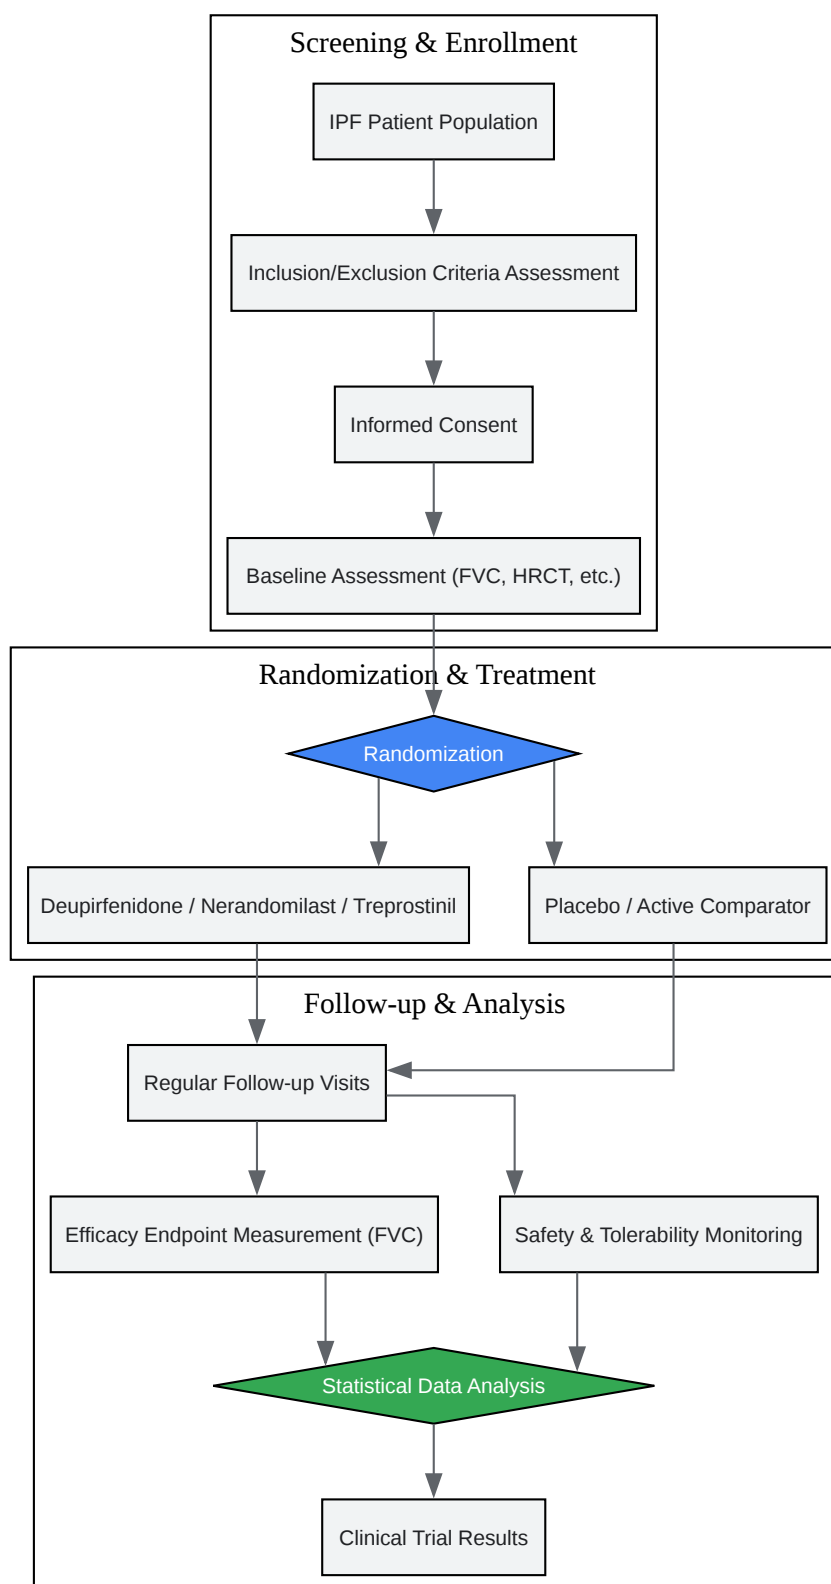 Screening & Enrollment
IPF Patient Population
Inclusion/Exclusion Criteria Assessment
Informed Consent
Baseline Assessment (FVC, HRCT, etc.)
Randomization & Treatment
Randomization
Deupirfenidone / Nerandomilast / Treprostinil
Placebo / Active Comparator
Follow-up & Analysis
Regular Follow-up Visits
Efficacy Endpoint Measurement (FVC)
Safety & Tolerability Monitoring
Statistical Data Analysis
Clinical Trial Results